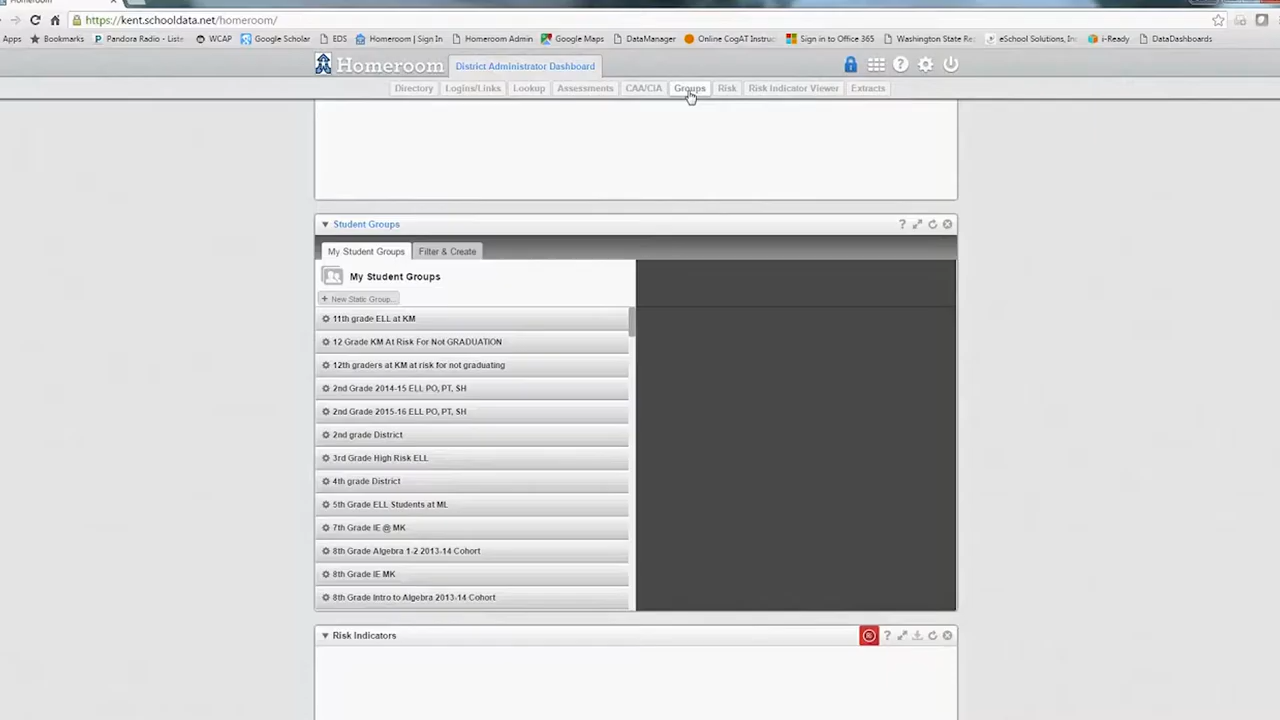 Homeroom
https://kent.schooldata.net/homeroom/
Apps Bookmarks Pandora Radio - Liste WCAP Google Scholar EDS Homeroom | Sign In Homeroom Admin Google Maps DataManager Online CogAT Instruc Sign in to Office 365 Washington State Re eSchool Solutions, In i-Ready DataDashboards
Homeroom District Administrator Dashboard
Directory Logins/Links Lookup Assessments CAA/CIA Groups Risk Risk Indicator Viewer Extracts
Student Groups
My Student Groups Filter & Create
My Student Groups
+ New Static Group...
11th grade ELL at KM
12 Grade KM At Risk For Not GRADUATION
12th graders at KM at risk for not graduating
2nd Grade 2014-15 ELL PO, PT, SH
2nd Grade 2015-16 ELL PO, PT, SH
2nd grade District
3rd Grade High Risk ELL
4th grade District
5th Grade ELL Students at ML
7th Grade IE @ MK
8th Grade Algebra 1-2 2013-14 Cohort
8th Grade IE MK
8th Grade Intro to Algebra 2013-14 Cohort
Risk Indicators